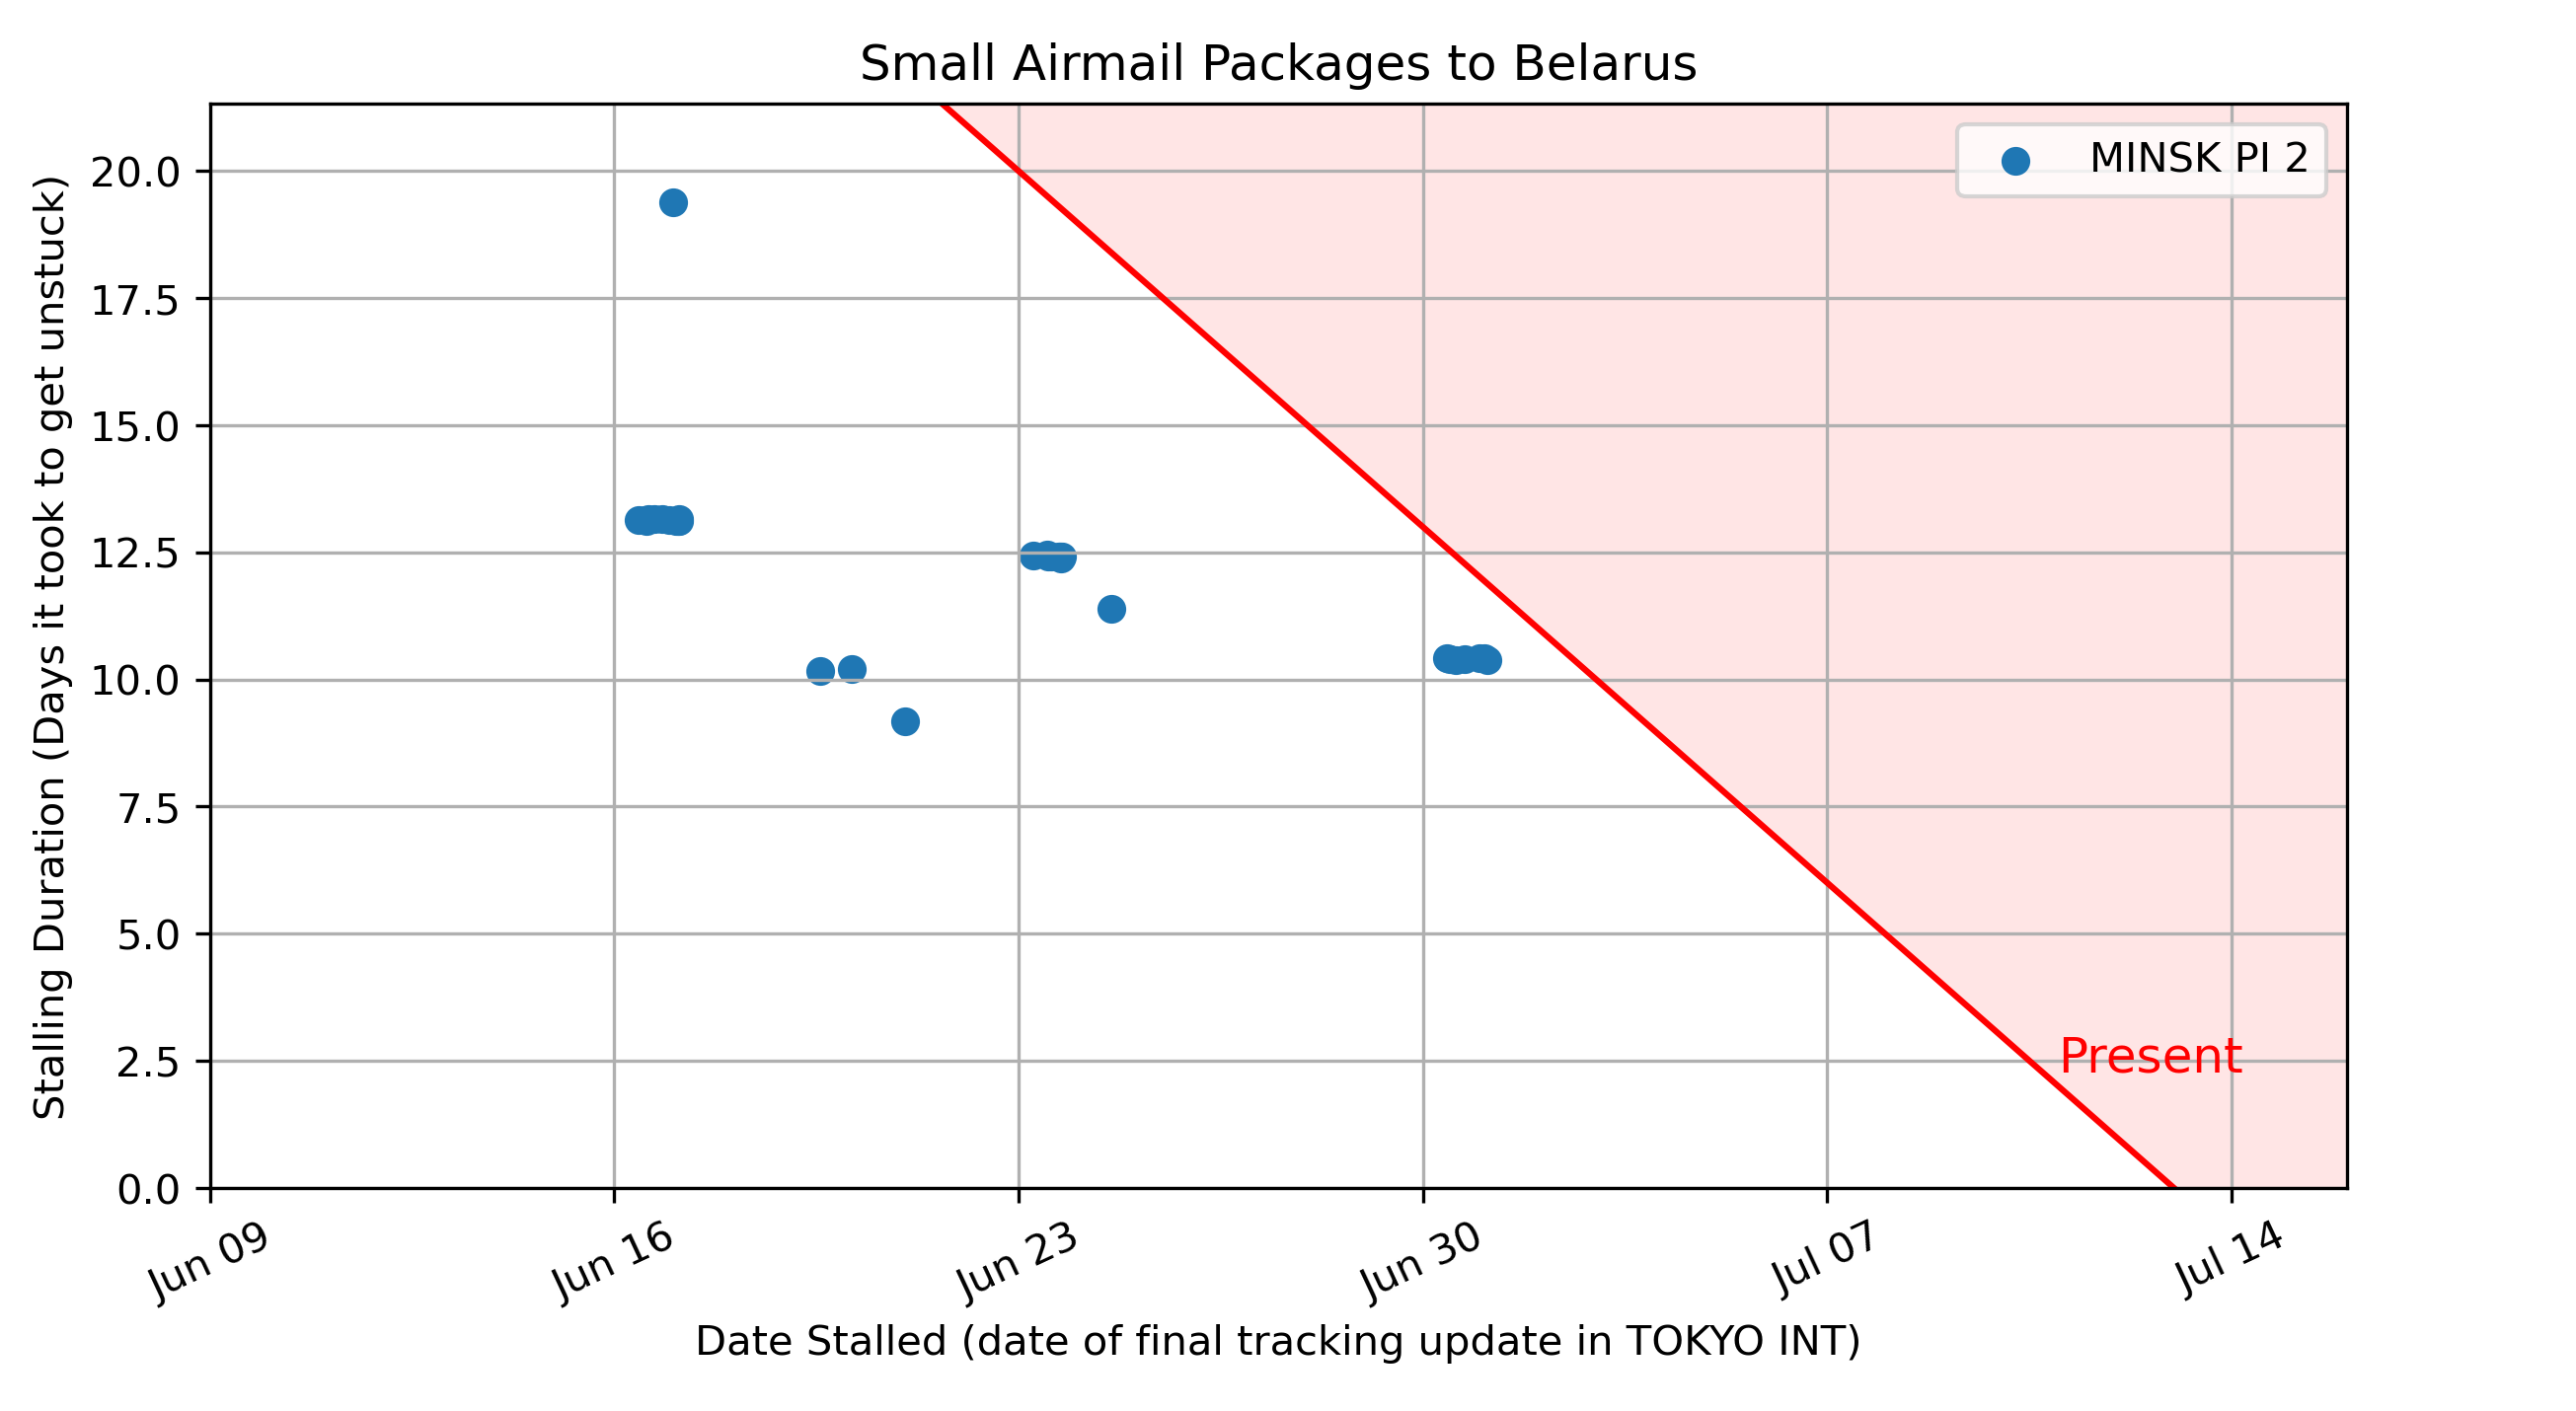 Small Airmail Packages to Belarus
MINSK PI 2
Stalling Duration (Days it took to get unstuck)
20.0
17.5
15.0
12.5
10.0
7.5
5.0
2.5
0.0
Present
Jun 09
Jun 16
Jun 23
Jun 30
Jul 07
Jul 14
Date Stalled (date of final tracking update in TOKYO INT)